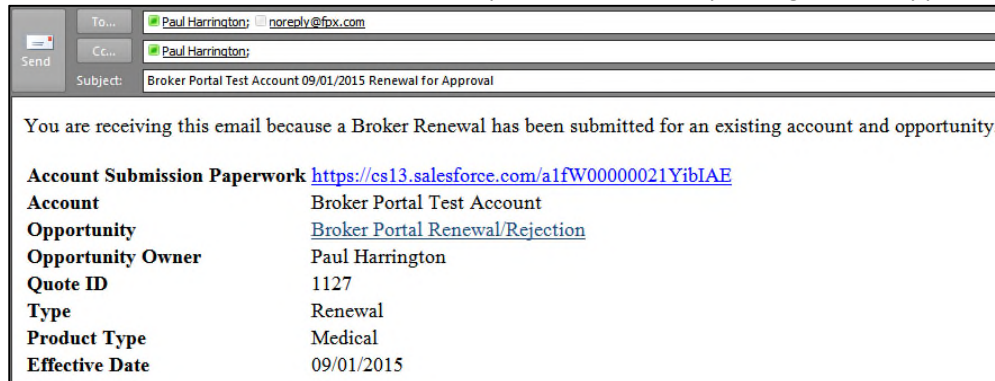 To... Paul Harrington; noreply@fpx.com
Send
Cc... Paul Harrington;
Subject: Broker Portal Test Account 09/01/2015 Renewal for Approval
You are receiving this email because a Broker Renewal has been submitted for an existing account and opportunity
Account Submission Paperwork https://cs13.salesforce.com/a1fW00000021YibIAE
Account Broker Portal Test Account
Opportunity Broker Portal Renewal/Rejection
Opportunity Owner Paul Harrington
Quote ID 1127
Type Renewal
Product Type Medical
Effective Date 09/01/2015